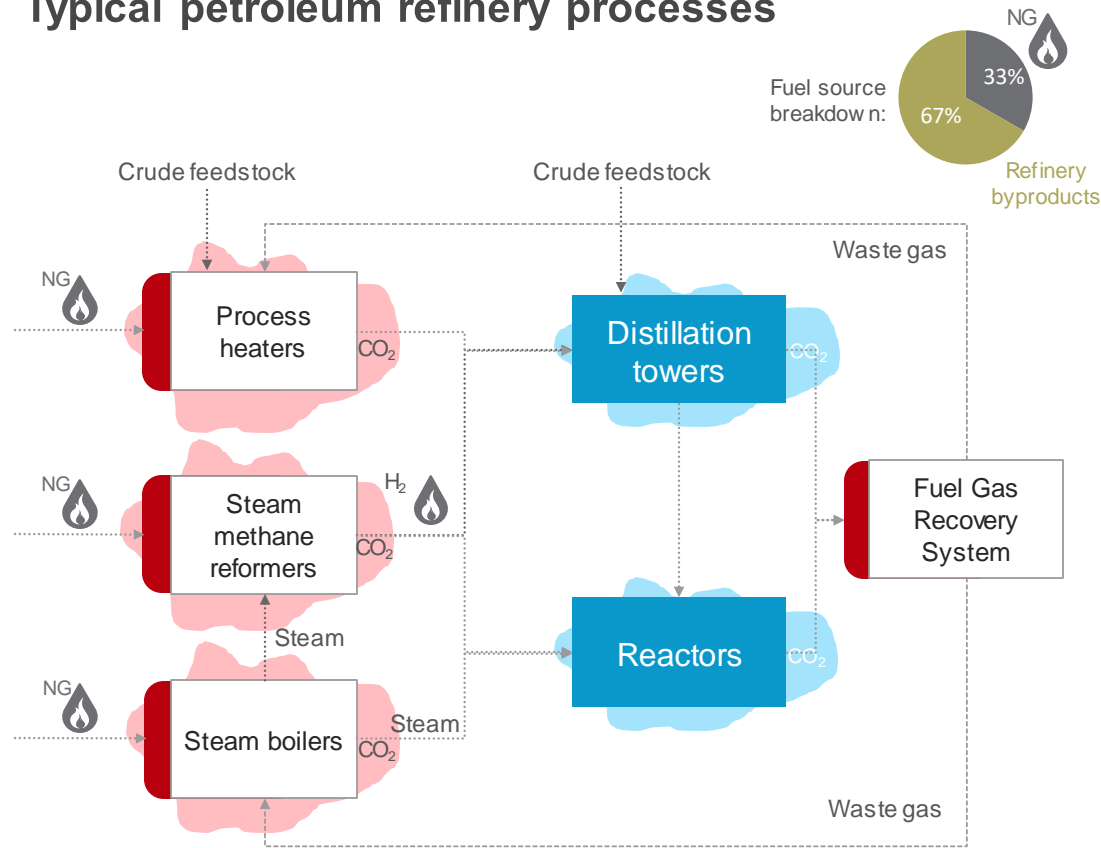 Typical petroleum refinery processes
NG
33%
67%
Fuel source
breakdown:
Refinery
byproducts
Crude feedstock
Crude feedstock
Waste gas
NG
Process
heaters
CO₂
Distillation
towers
CO₂
NG
Steam
methane
reformers
H₂
CO₂
Fuel Gas
Recovery
System
Steam
NG
Steam boilers
Steam
CO₂
Reactors
CO₂
Waste gas